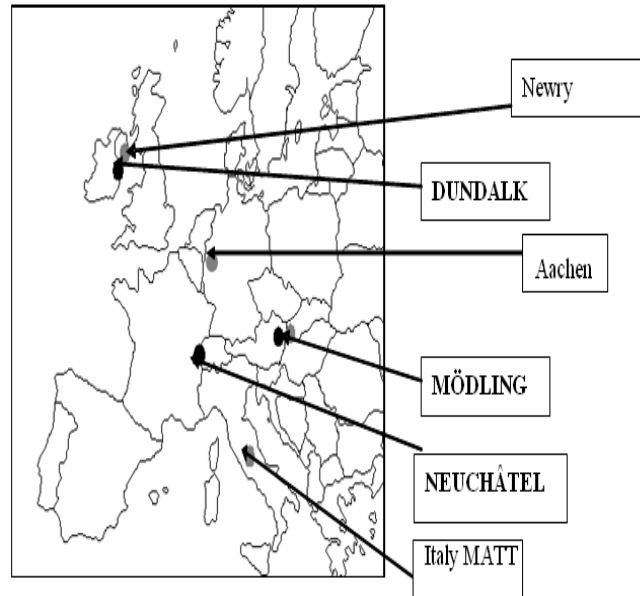 Newry
DUNDALK
Aachen
MÖDLING
NEUCHÂTEL
Italy MATT